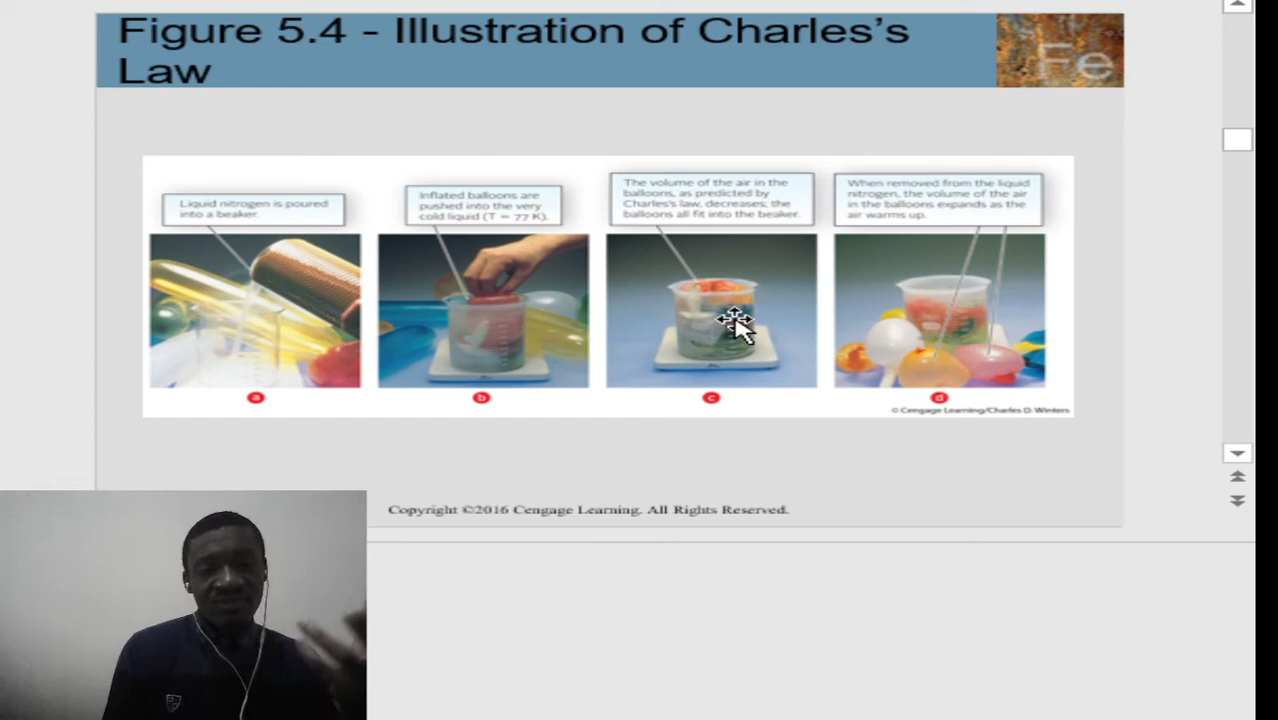 Figure 5.4 - Illustration of Charles's
Law
Fe
Liquid nitrogen is poured
into a beaker.
Inflated balloons are
pushed into the very
cold liquid (T = 77 K).
The volume of the air in the
balloons, as predicted by
Charles's law, decreases; the
balloons all fit into the beaker.
When removed from the liquid
nitrogen, the volume of the air
in the balloons expands as the
air warms up.
a
b
c
d
© Cengage Learning/Charles D. Winters
Copyright ©2016 Cengage Learning. All Rights Reserved.